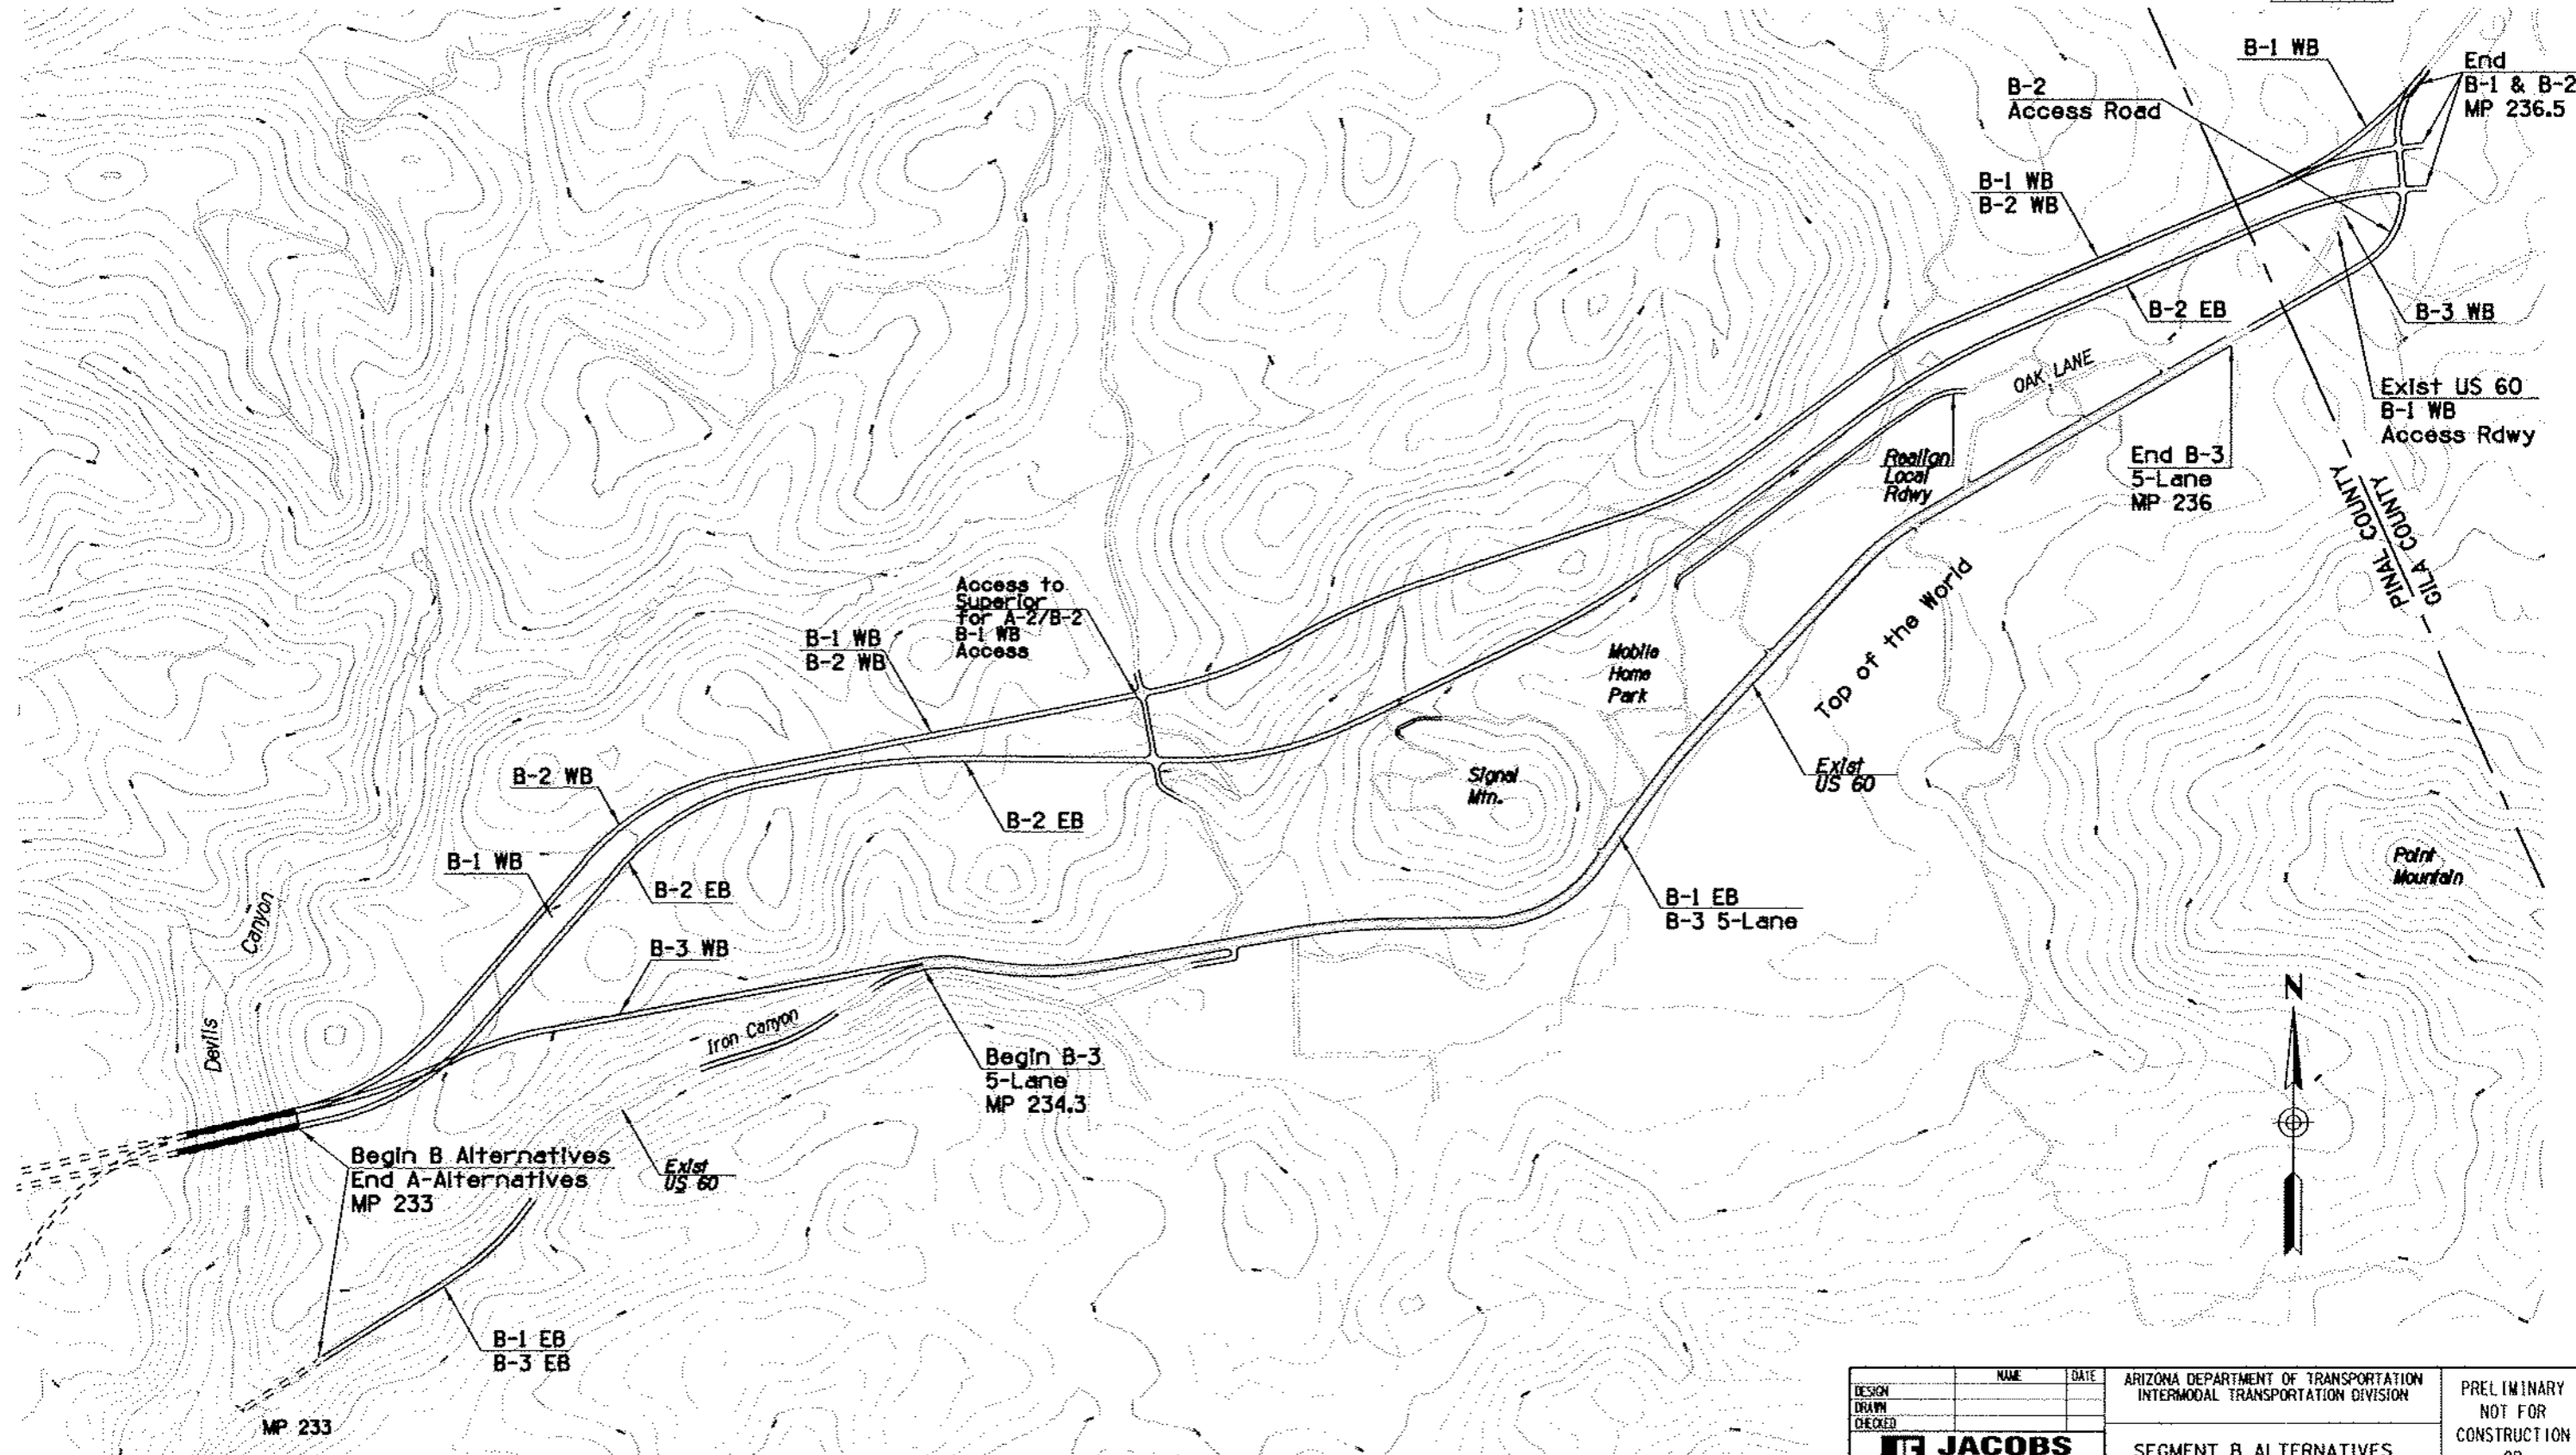 B-1 WB
End
B-1 & B-2
MP 236.5
B-2
Access Road
B-1 WB
B-2 WB
B-2 EB
B-3 WB
OAK LANE
Exist US 60
B-1 WB
Access Rdwy
Realign
Local
Rdwy
End B-3
5-Lane
MP 236
PINAL COUNTY
GILA COUNTY
Access to
Superior
for A-2/B-2
B-1 WB
Access
B-1 WB
B-2 WB
Mobile
Home
Park
Top of the World
B-2 WB
Signal
Mtn.
Exist
US 60
B-2 EB
B-1 WB
B-2 EB
Point
Mountain
B-1 EB
B-3 5-Lane
Devils Canyon
B-3 WB
N
Iron Canyon
Begin B-3
5-Lane
MP 234.3
Begin B Alternatives
End A-Alternatives
MP 233
Exist
US 60
B-1 EB
B-3 EB
MP 233
NAME DATE
DESIGN
DRAWN
CHECKED
JACOBS
ARIZONA DEPARTMENT OF TRANSPORTATION
INTERMODAL TRANSPORTATION DIVISION
SEGMENT B ALTERNATIVES
PRELIMINARY
NOT FOR
CONSTRUCTION
OR